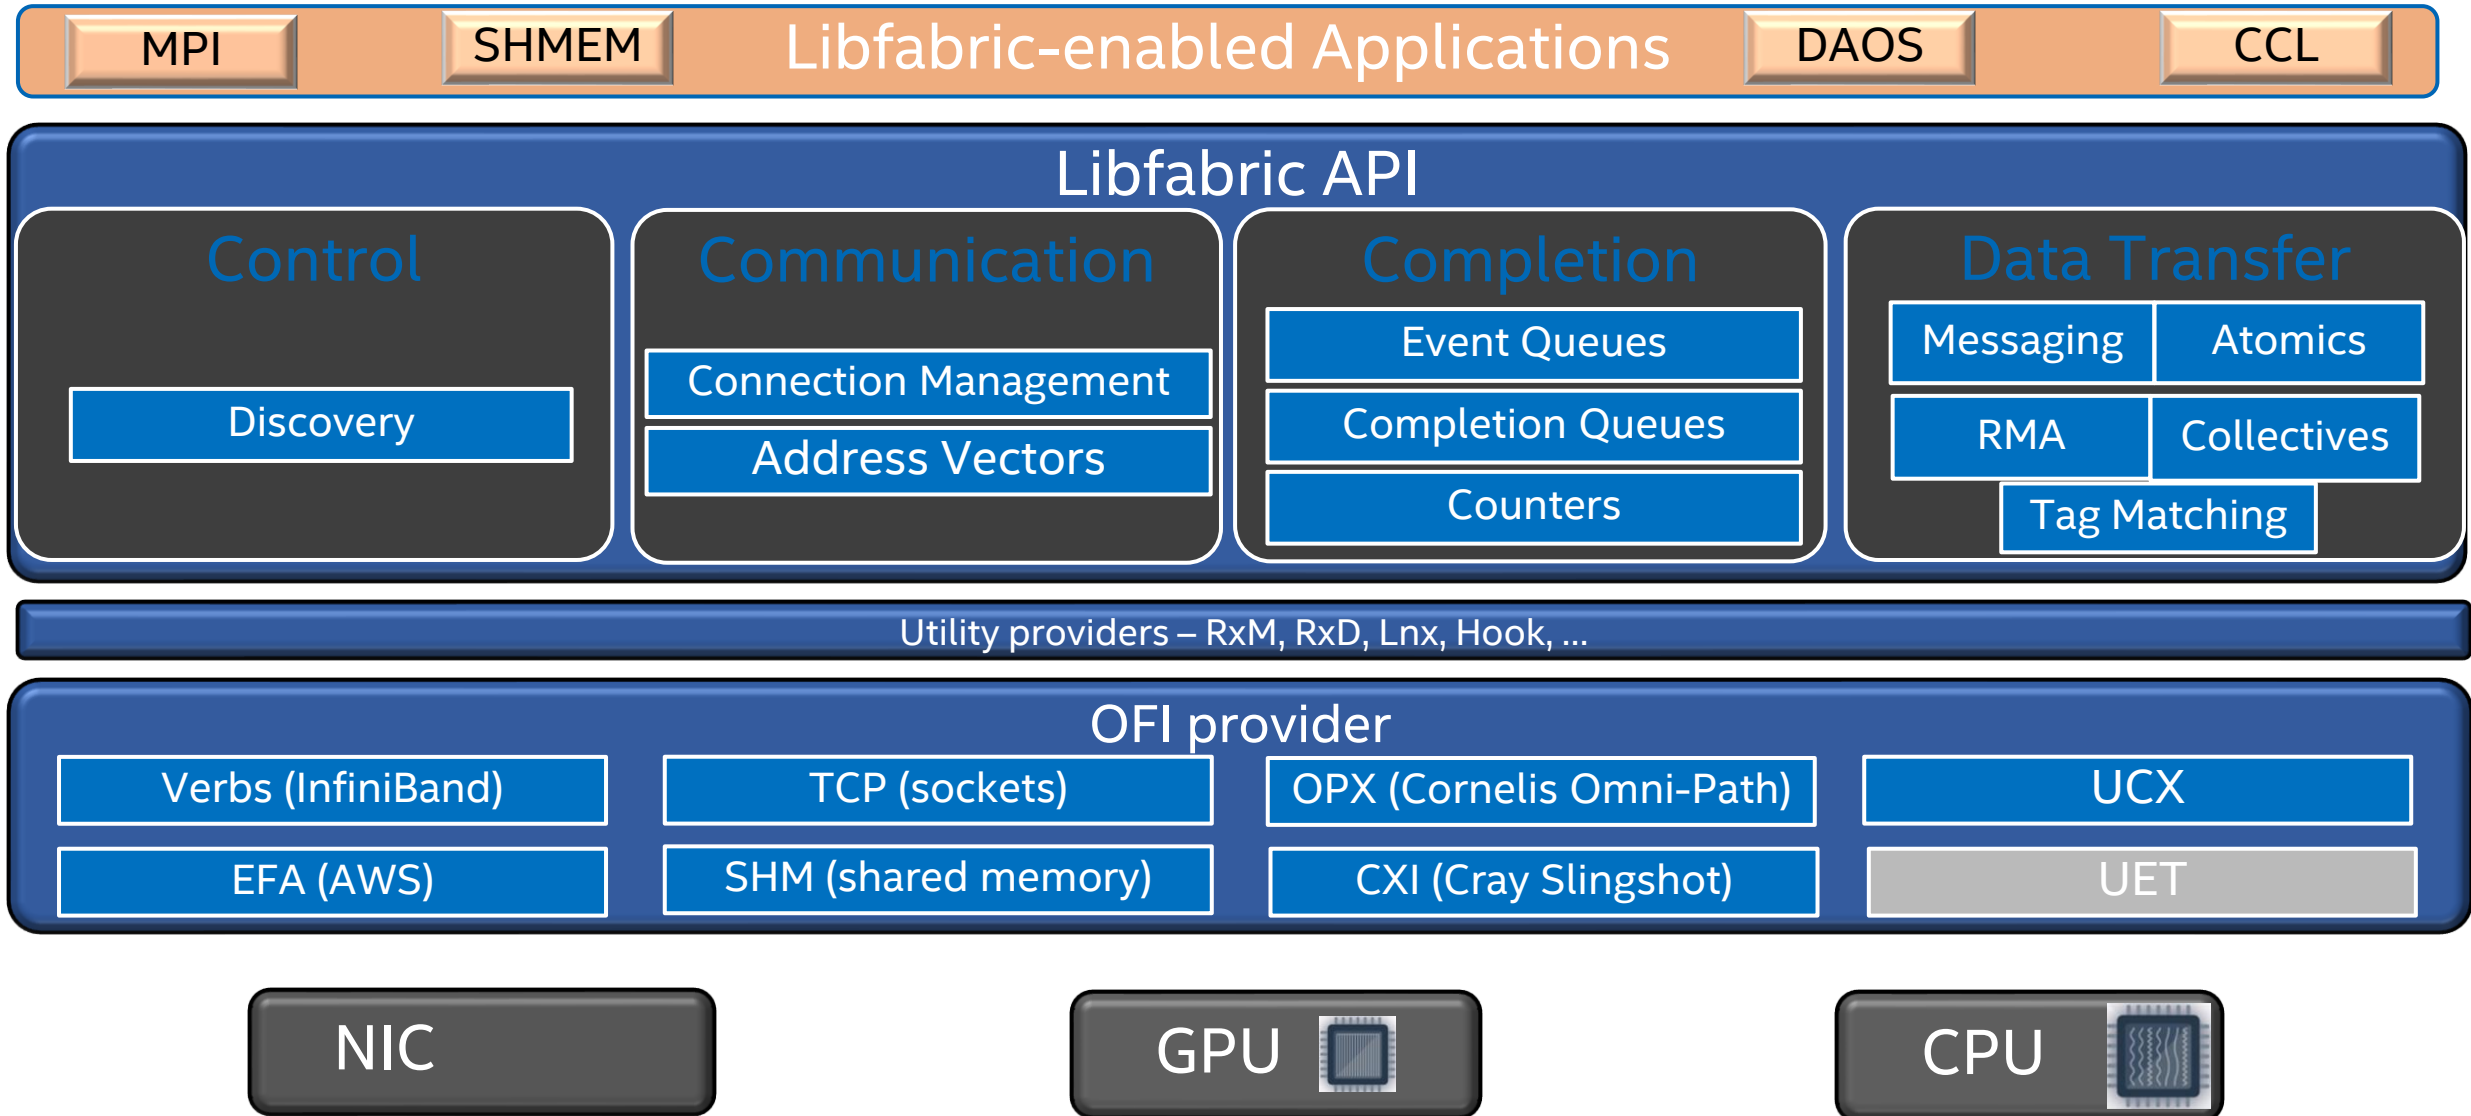 MPI
SHMEM
Libfabric-enabled Applications
DAOS
CCL
Libfabric API
Control
Discovery
Communication
Connection Management
Address Vectors
Completion
Event Queues
Completion Queues
Counters
Data Transfer
Messaging
Atomics
RMA
Collectives
Tag Matching
Utility providers – RxM, RxD, Lnx, Hook, ...
OFI provider
Verbs (InfiniBand)
TCP (sockets)
OPX (Cornelis Omni-Path)
UCX
EFA (AWS)
SHM (shared memory)
CXI (Cray Slingshot)
UET
NIC
GPU
CPU